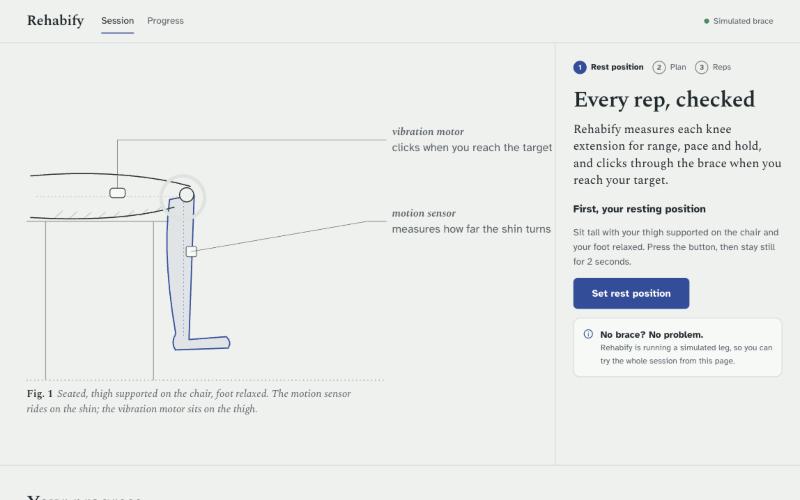 Rehabify
Session
Progress
Simulated brace
vibration motor
clicks when you reach the target
motion sensor
measures how far the shin turns
Fig. 1 Seated, thigh supported on the chair, foot relaxed. The motion sensor
rides on the shin; the vibration motor sits on the thigh.
1 Rest position
2 Plan
3 Reps
Every rep, checked
Rehabify measures each knee
extension for range, pace and hold,
and clicks through the brace when you
reach your target.
First, your resting position
Sit tall with your thigh supported on the chair and
your foot relaxed. Press the button, then stay still
for 2 seconds.
Set rest position
No brace? No problem.
Rehabify is running a simulated leg, so you can
try the whole session from this page.